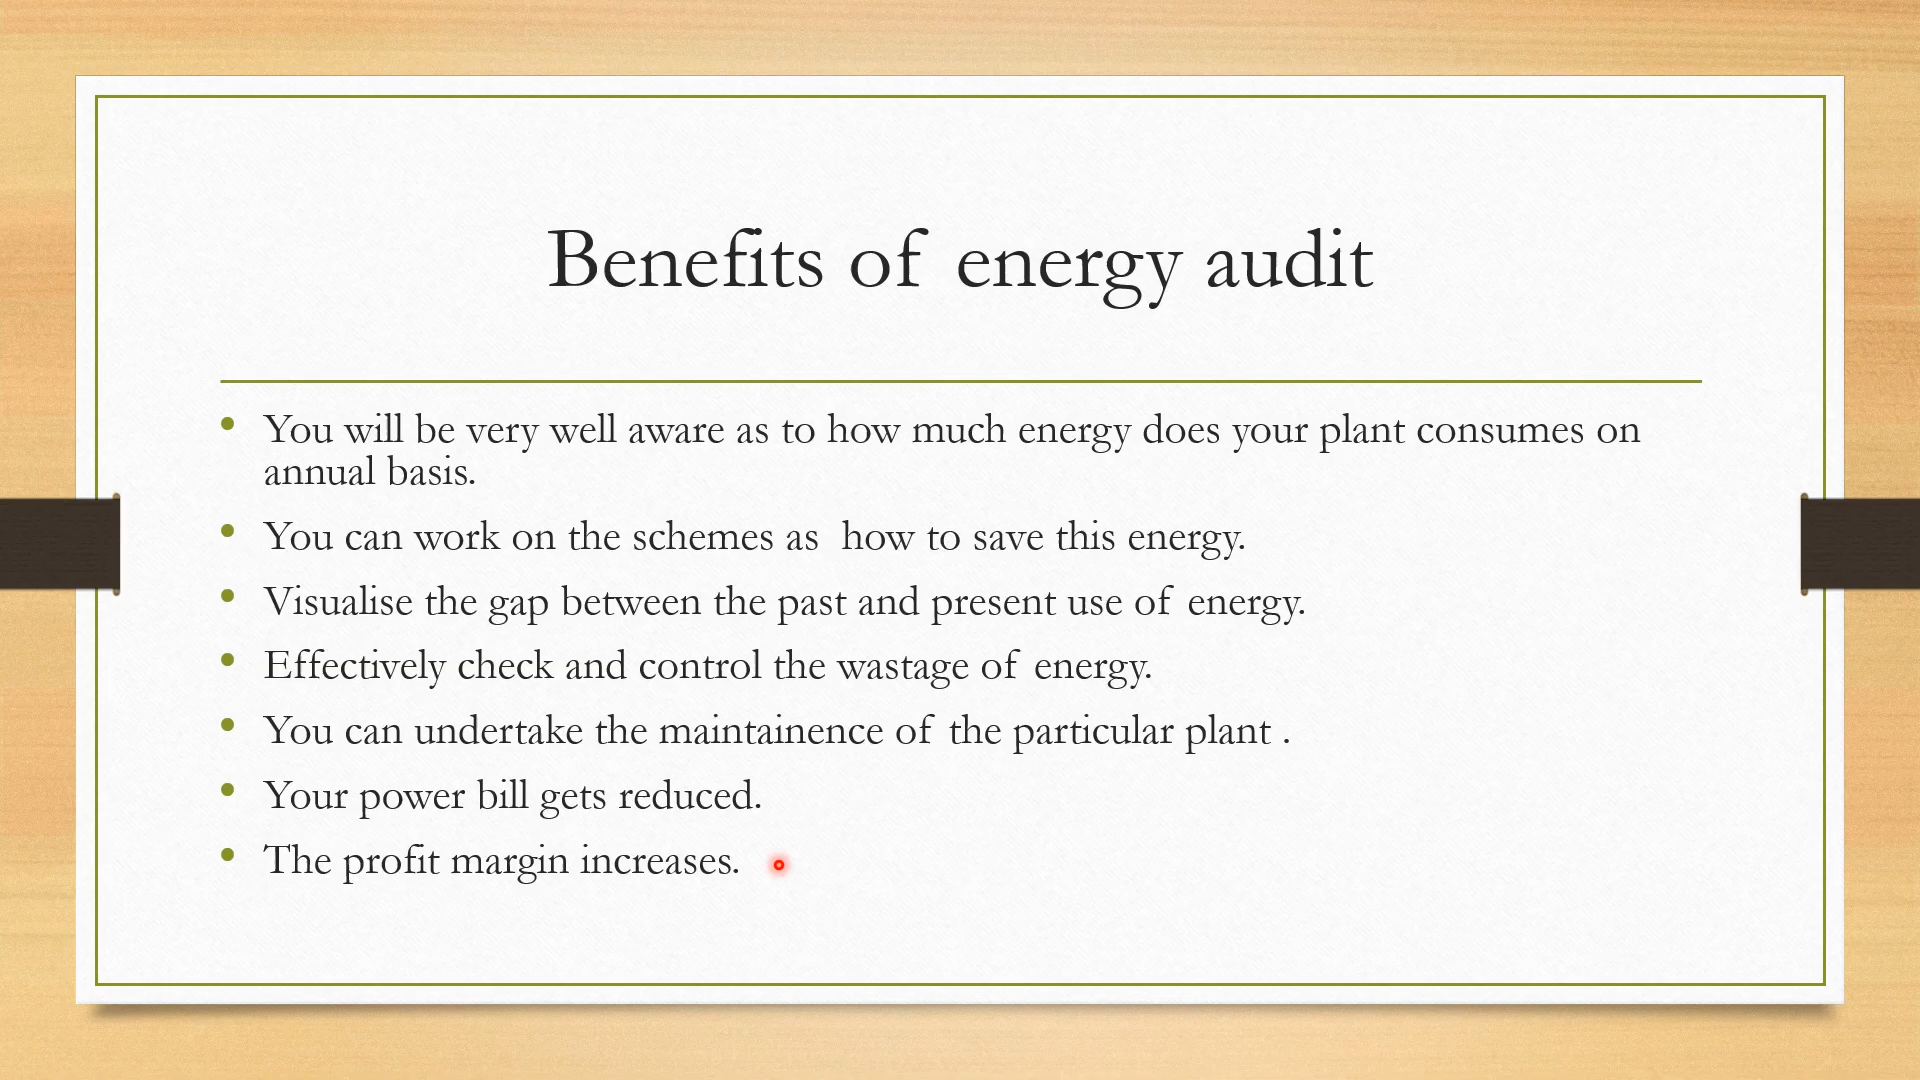 Benefits of energy audit
• You will be very well aware as to how much energy does your plant consumes on
annual basis.
• You can work on the schemes as  how to save this energy.
• Visualise the gap between the past and present use of energy.
• Effectively check and control the wastage of energy.
• You can undertake the maintainence of the particular plant .
• Your power bill gets reduced.
• The profit margin increases.